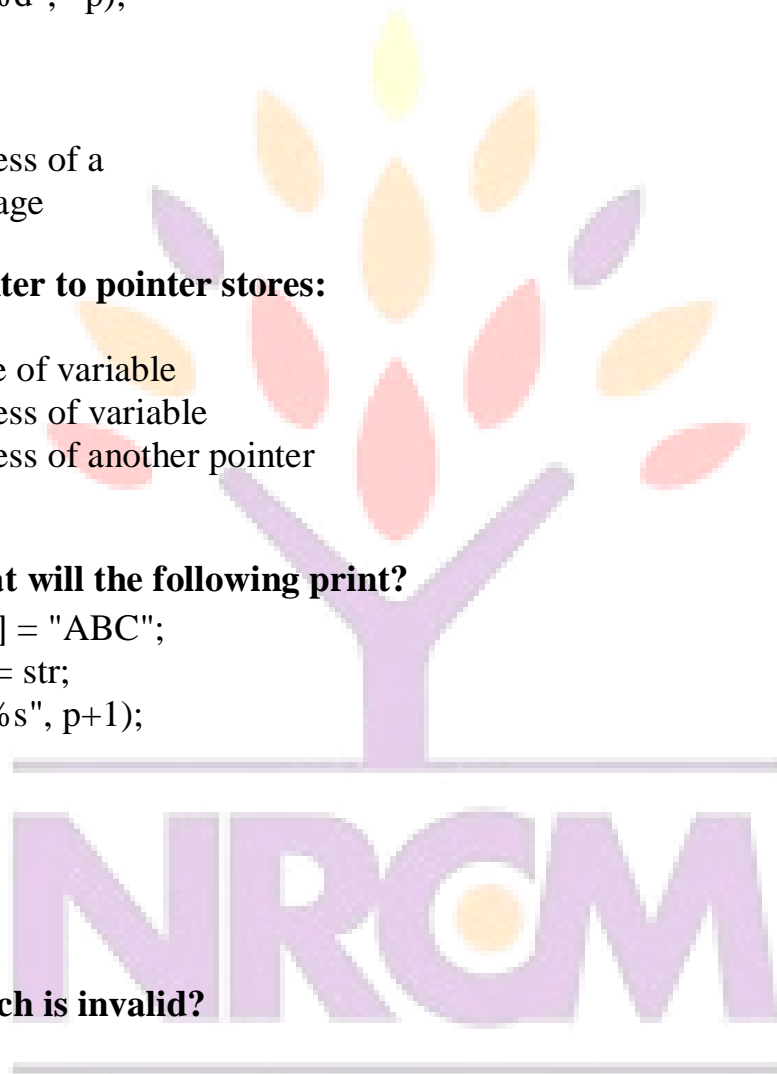 p);
ess of a
age
ter to pointer stores:
e of variable
ess of variable
ess of another pointer
at will the following print?
] = "ABC";
= str;
%s", p+1);
NRCM
ch is invalid?